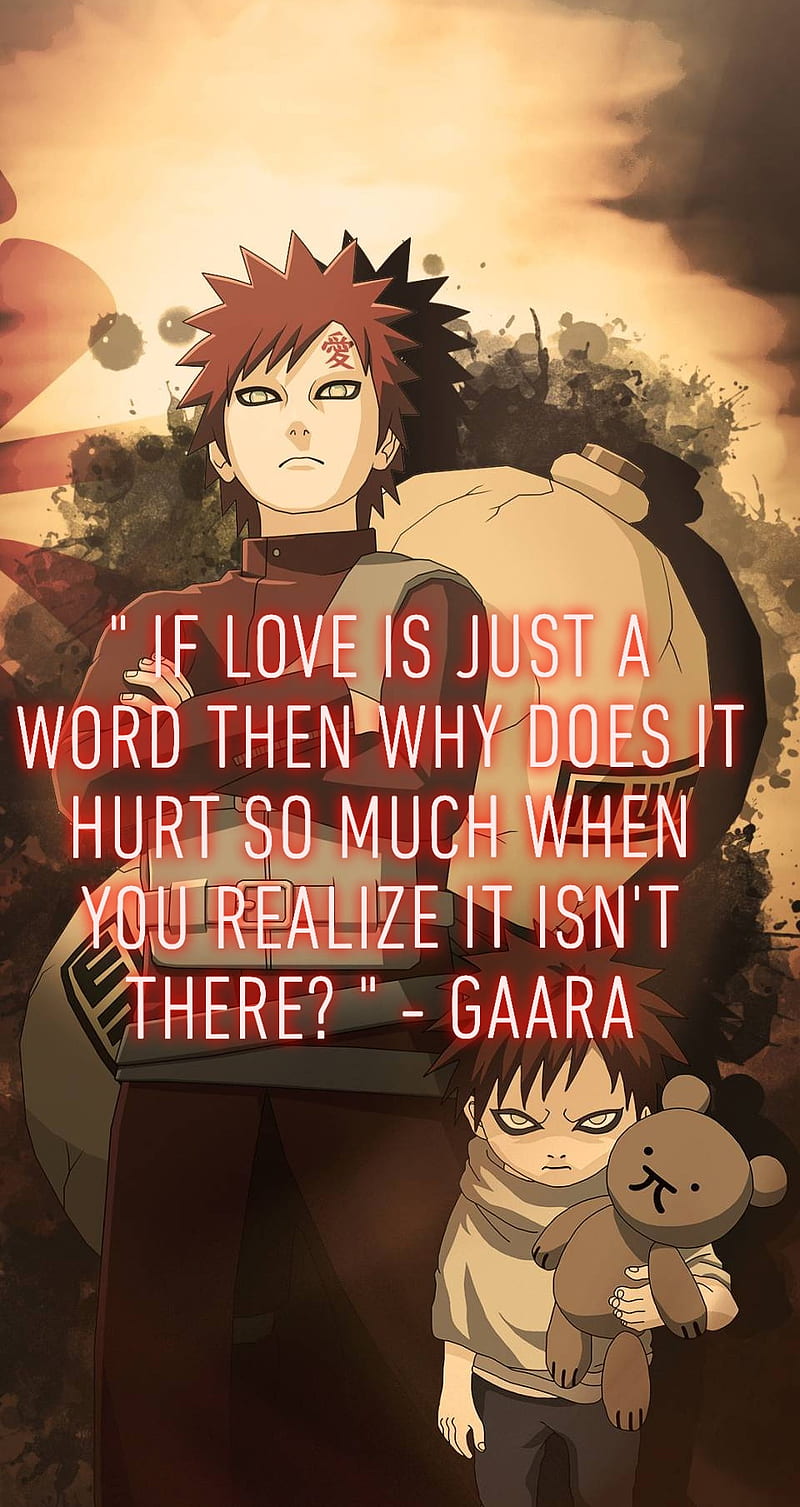 愛
" IF LOVE IS JUST A
WORD THEN WHY DOES IT
HURT SO MUCH WHEN
YOU REALIZE IT ISN'T
THERE? " - GAARA